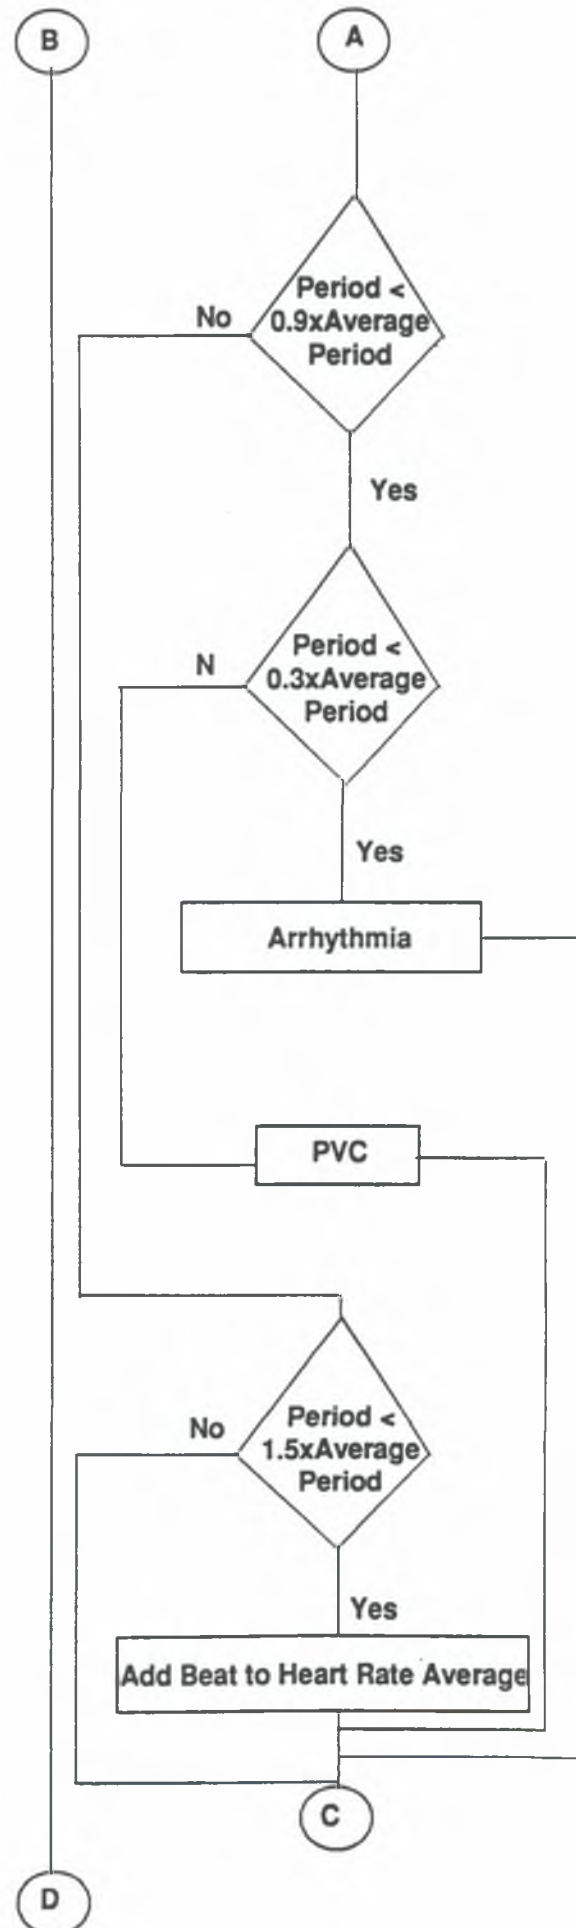 B
A
Period <
0.9xAverage
Period
No
Yes
Period <
0.3xAverage
Period
N
Yes
Arrhythmia
PVC
Period <
1.5xAverage
Period
No
Yes
Add Beat to Heart Rate Average
C
D